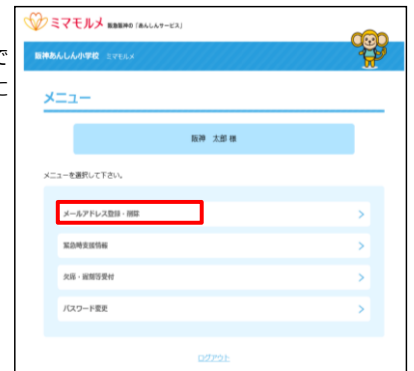 ミマモルメ 阪急阪神の「あんしんサービス」
阪神あんしん小学校 ミマモルメ
で
に
メニュー
阪神 太郎 様
メニューを選択して下さい。
メールアドレス登録・削除
緊急時支援情報
欠席・遅刻等受付
パスワード変更
ログアウト